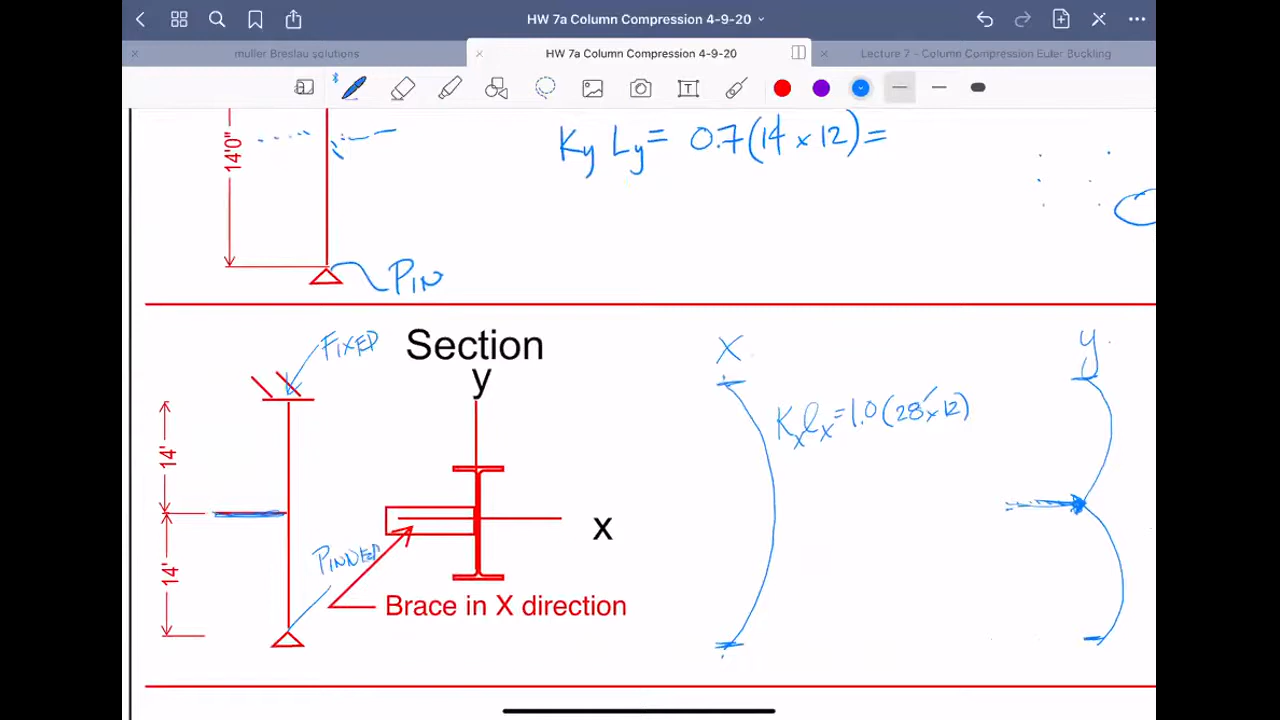 HW 7a Column Compression 4-9-20
muller Breslau solutions
HW 7a Column Compression 4-9-20
Lecture 7 - Column Compression Euler Buckling
T
14'0"
Ky Ly = 0.7(14 x 12) =
PIN
FIXED
Section
y
x
14'
14'
PINNED
Brace in X direction
X
Kxlx = 1.0(28' x 12)
y